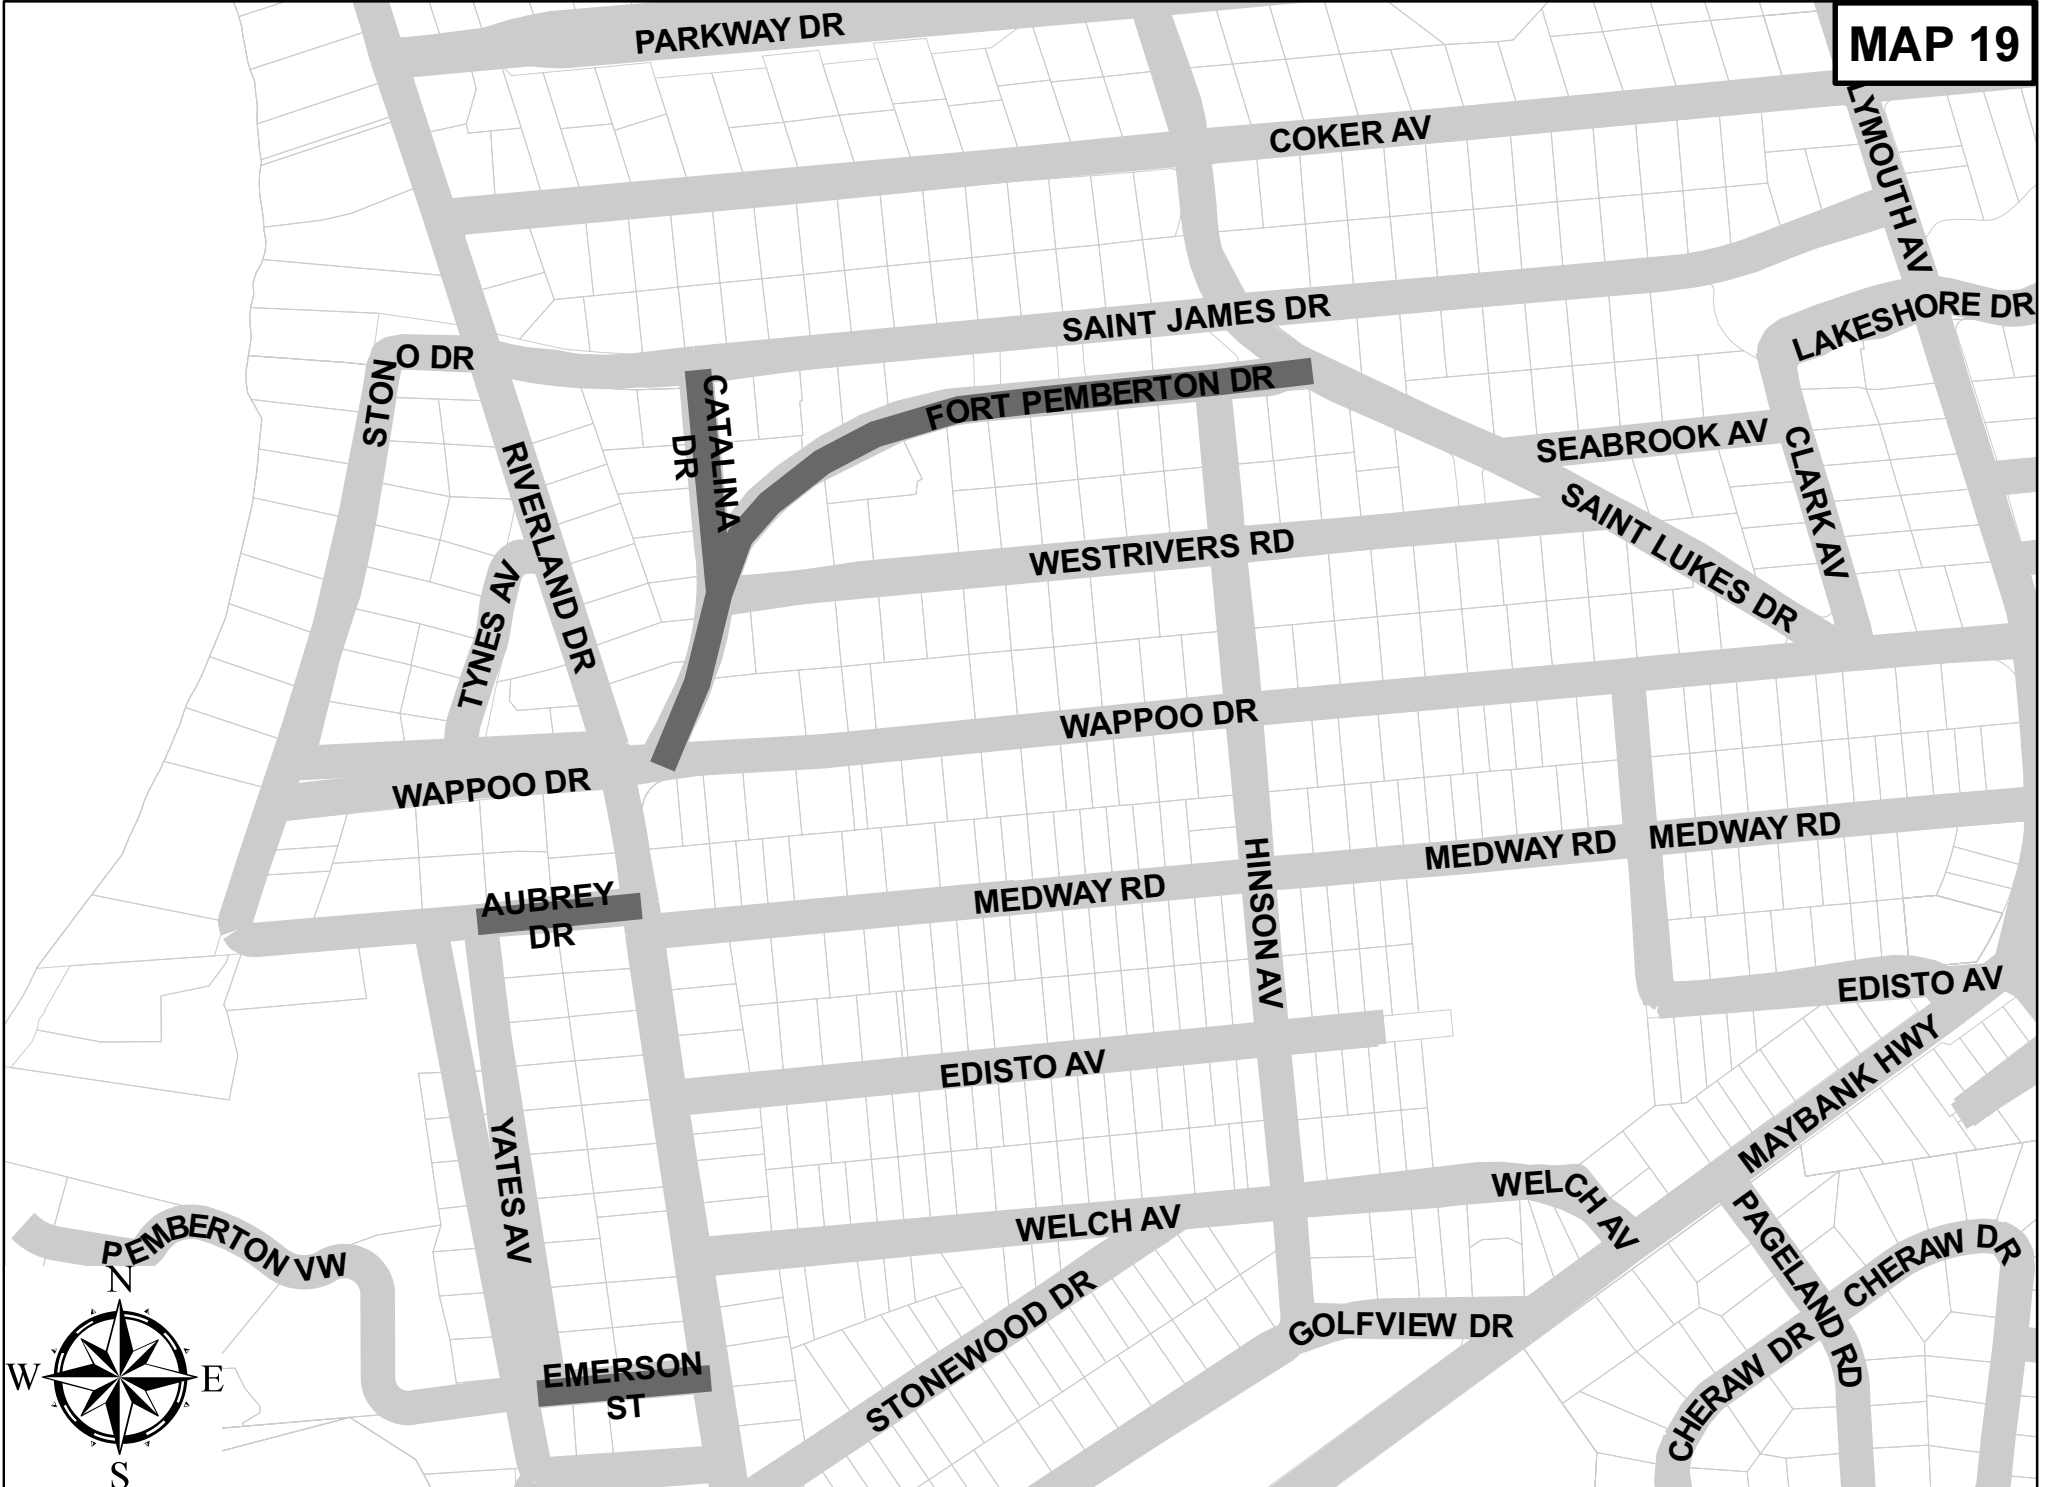 PARKWAY DR
MAP 19
COKER AV
LYMOUTH AV
SAINT JAMES DR
LAKESHORE DR
STON
O DR
CATALINA
DR
FORT PEMBERTON DR
SEABROOK AV
CLARK AV
RIVERLAND DR
SAINT LUKES DR
WESTRIVERS RD
TYNES AV
WAPPOO DR
WAPPOO DR
MEDWAY RD
MEDWAY RD
MEDWAY RD
HINSON AV
AUBREY
DR
EDISTO AV
EDISTO AV
MAYBANK HWY
YATES AV
WELCH AV
WELCH AV
PEMBERTON VW
PAGELAND RD
CHERAW DR
CHERAW DR
STONEWOOD DR
GOLFVIEW DR
EMERSON
ST
N
W
E
S